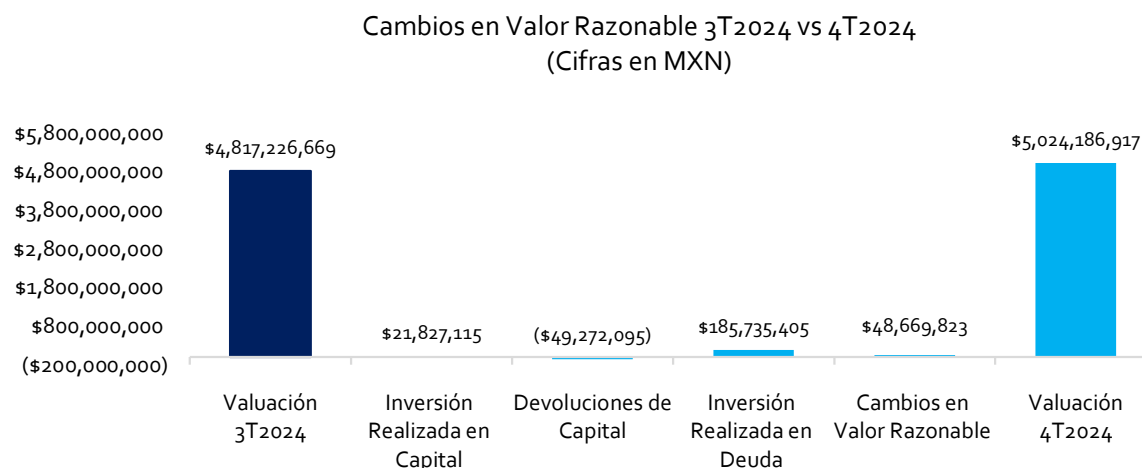 Cambios en Valor Razonable 3T2024 vs 4T2024
(Cifras en MXN)
$5,800,000,000
$4,800,000,000
$3,800,000,000
$2,800,000,000
$1,800,000,000
$800,000,000
($200,000,000)
$4,817,226,669
$21,827,115
($49,272,095)
$185,735,405
$48,669,823
$5,024,186,917
Valuación
3T2024
Inversión
Realizada en
Capital
Devoluciones de
Capital
Inversión
Realizada en
Deuda
Cambios en
Valor Razonable
Valuación
4T2024